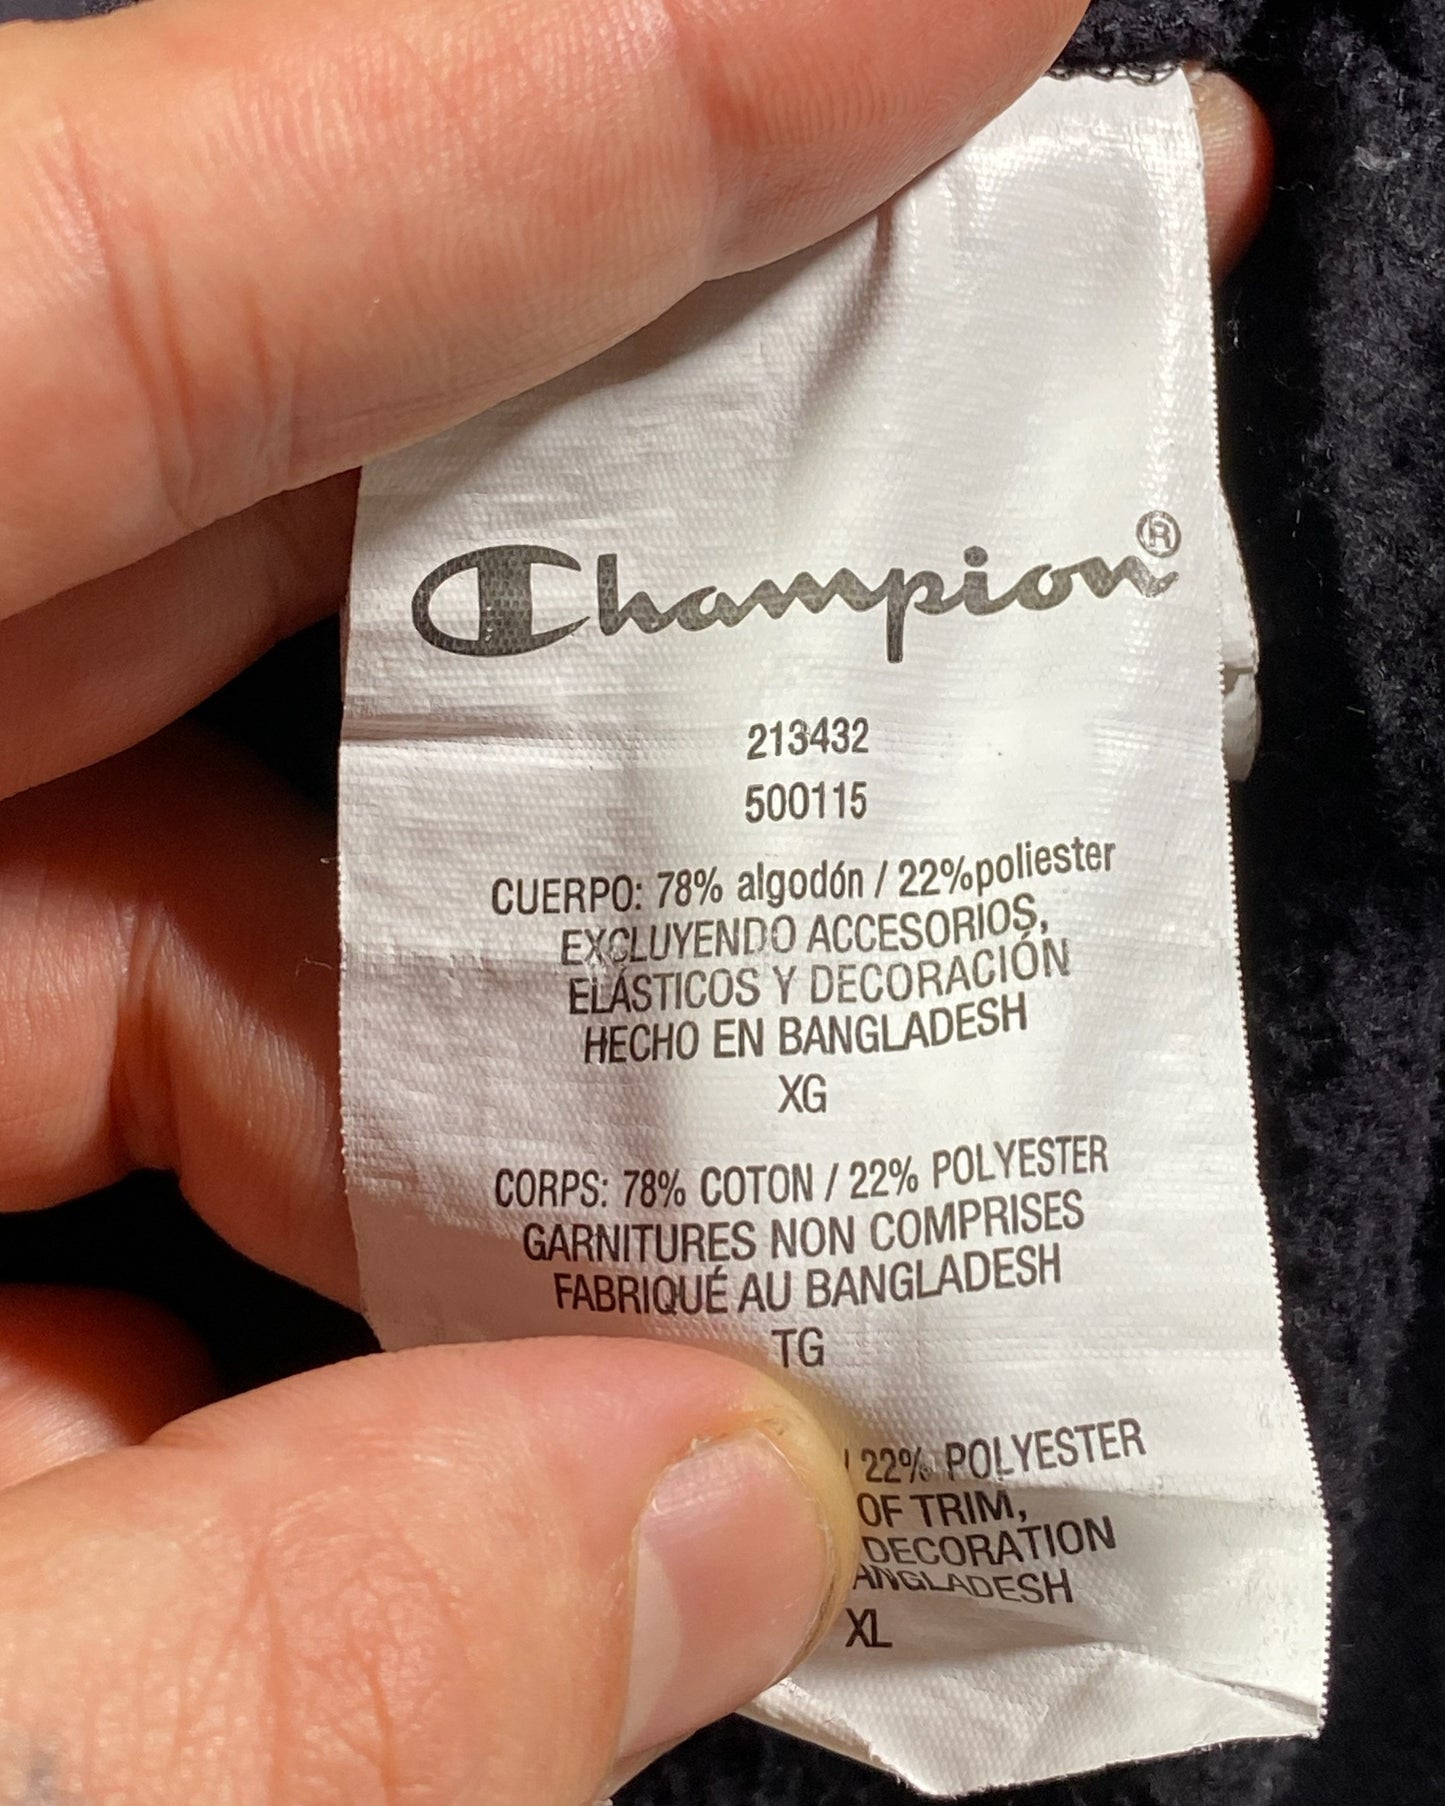 Champion®
213432
500115
CUERPO: 78% algodón / 22%poliester
EXCLUYENDO ACCESORIOS,
ELÁSTICOS Y DECORACIÓN
HECHO EN BANGLADESH
XG
CORPS: 78% COTON / 22% POLYESTER
GARNITURES NON COMPRISES
FABRIQUÉ AU BANGLADESH
TG
/ 22% POLYESTER
OF TRIM,
DECORATION
ANGLADESH
XL